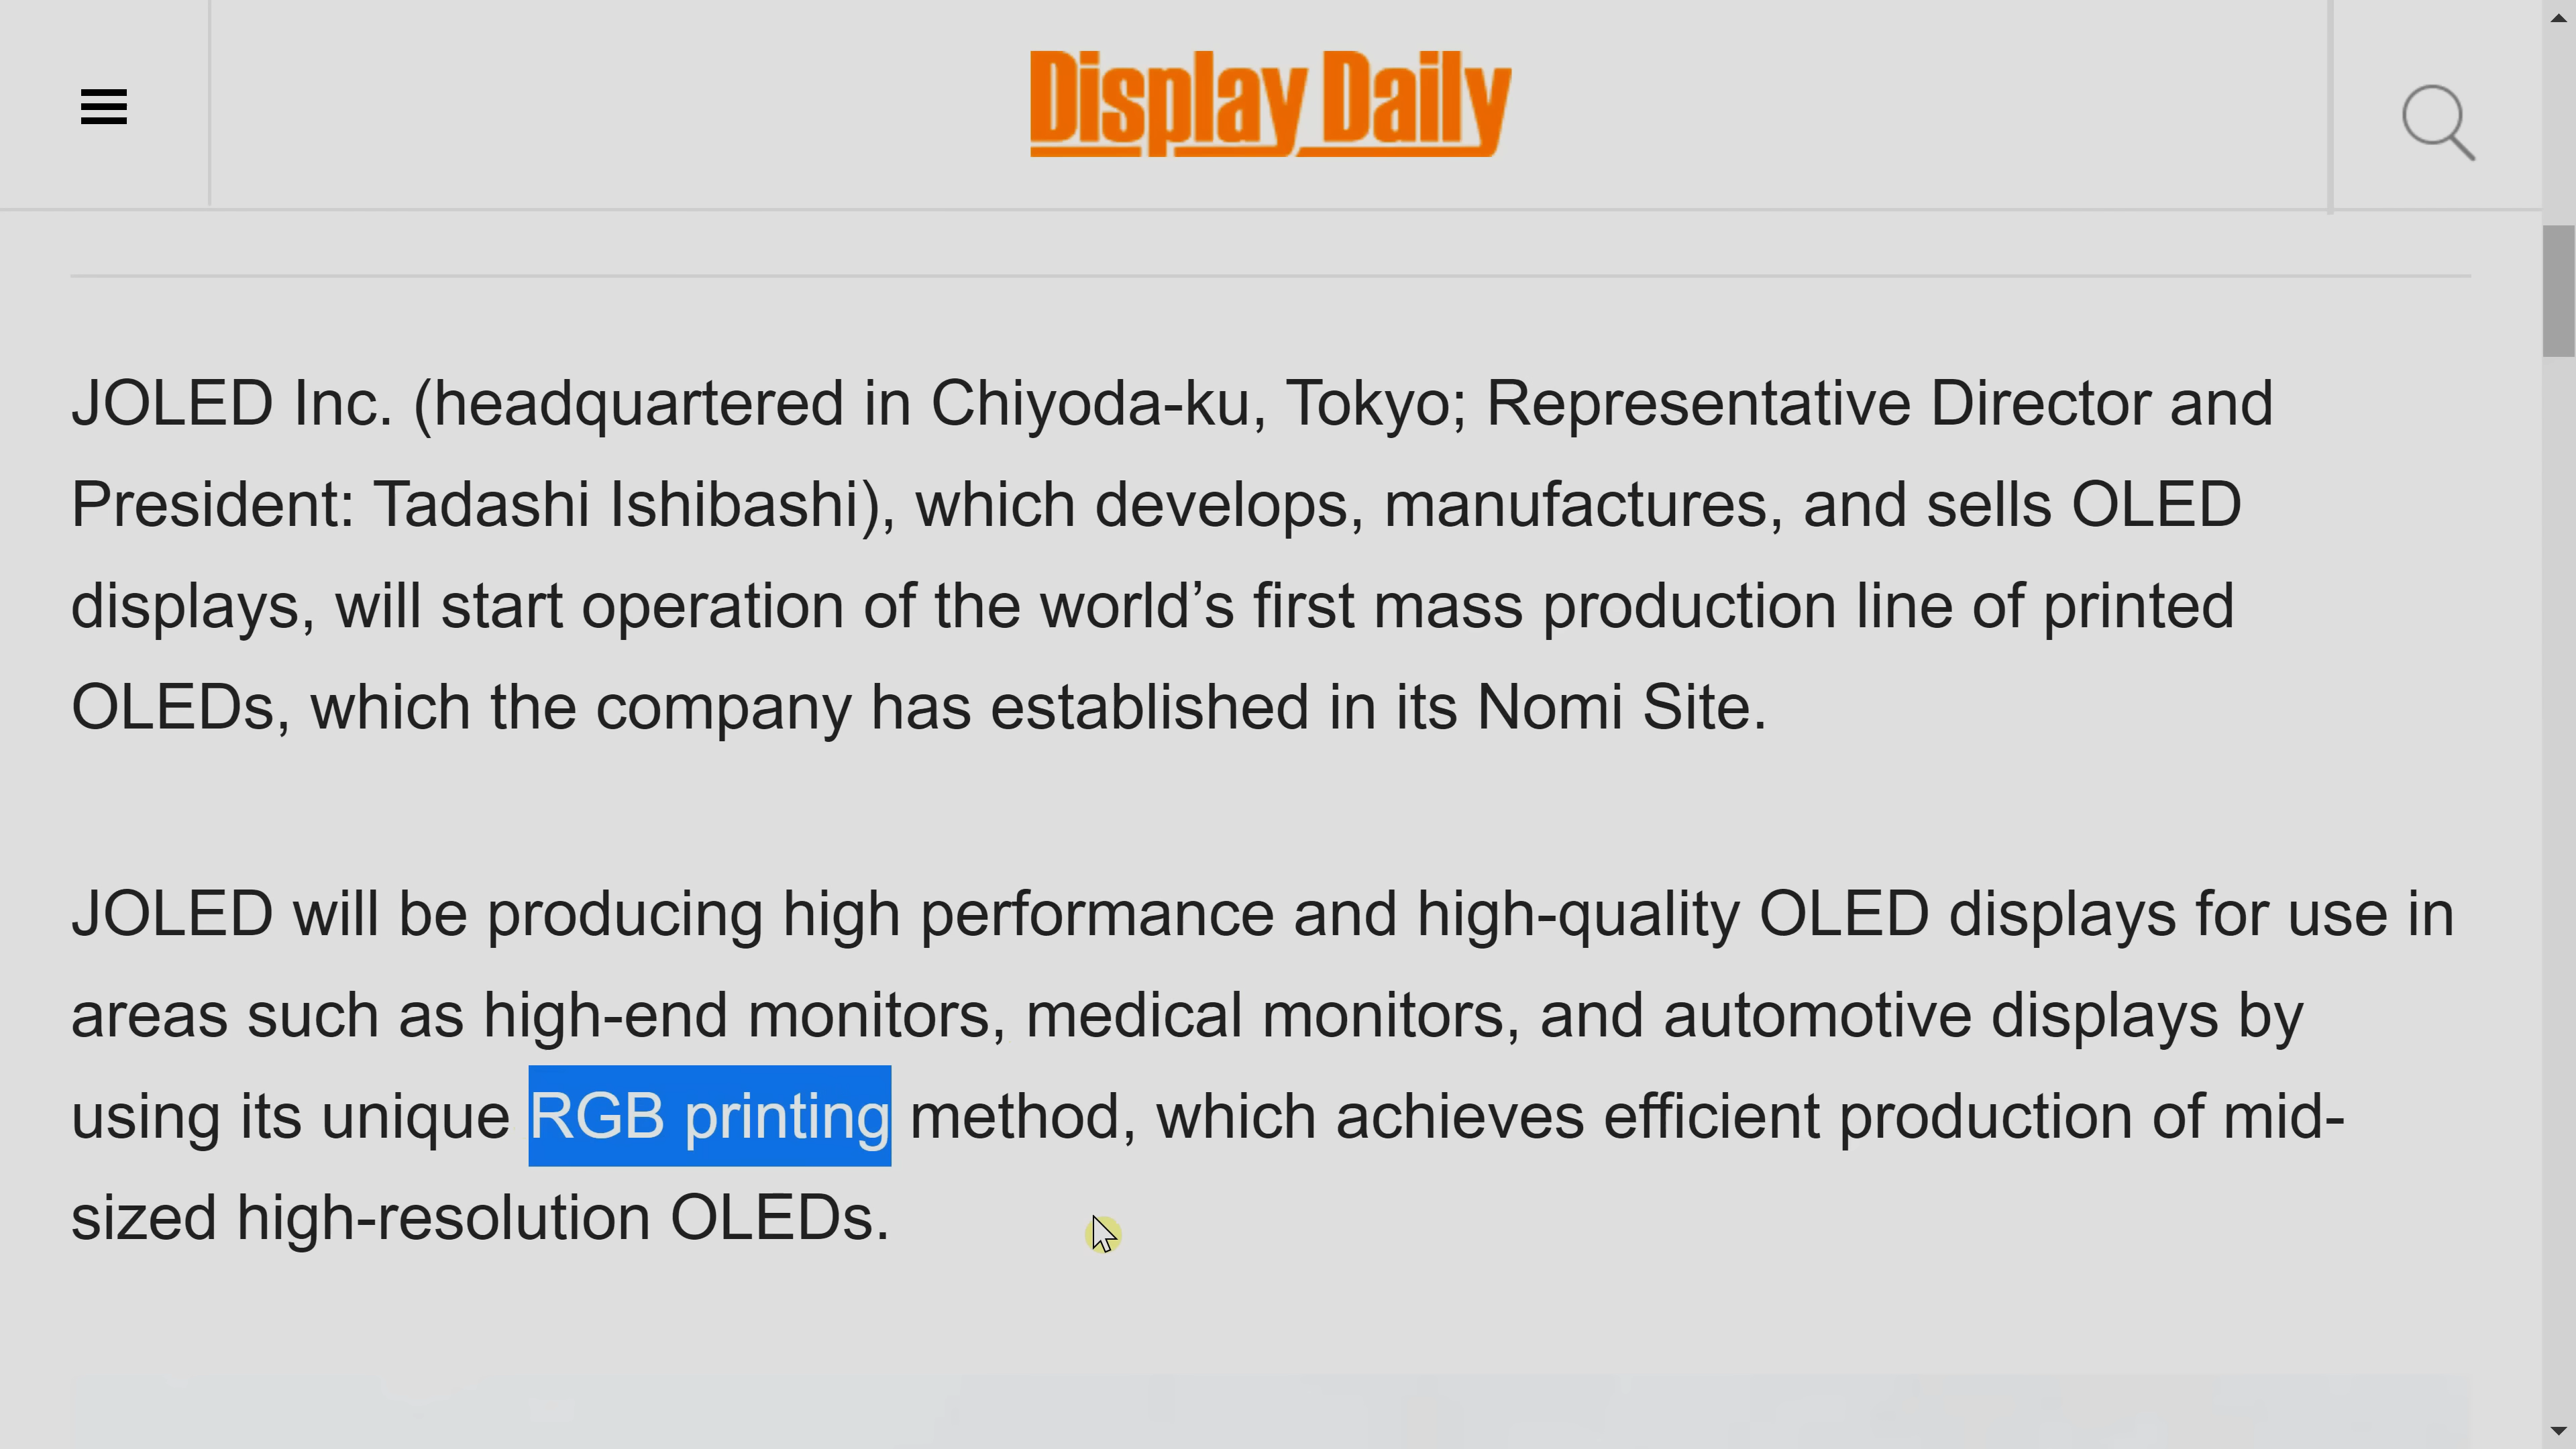 Display Daily
JOLED Inc. (headquartered in Chiyoda-ku, Tokyo; Representative Director and
President: Tadashi Ishibashi), which develops, manufactures, and sells OLED
displays, will start operation of the world’s first mass production line of printed
OLEDs, which the company has established in its Nomi Site.
JOLED will be producing high performance and high-quality OLED displays for use in
areas such as high-end monitors, medical monitors, and automotive displays by
using its unique RGB printing method, which achieves efficient production of mid-
sized high-resolution OLEDs.